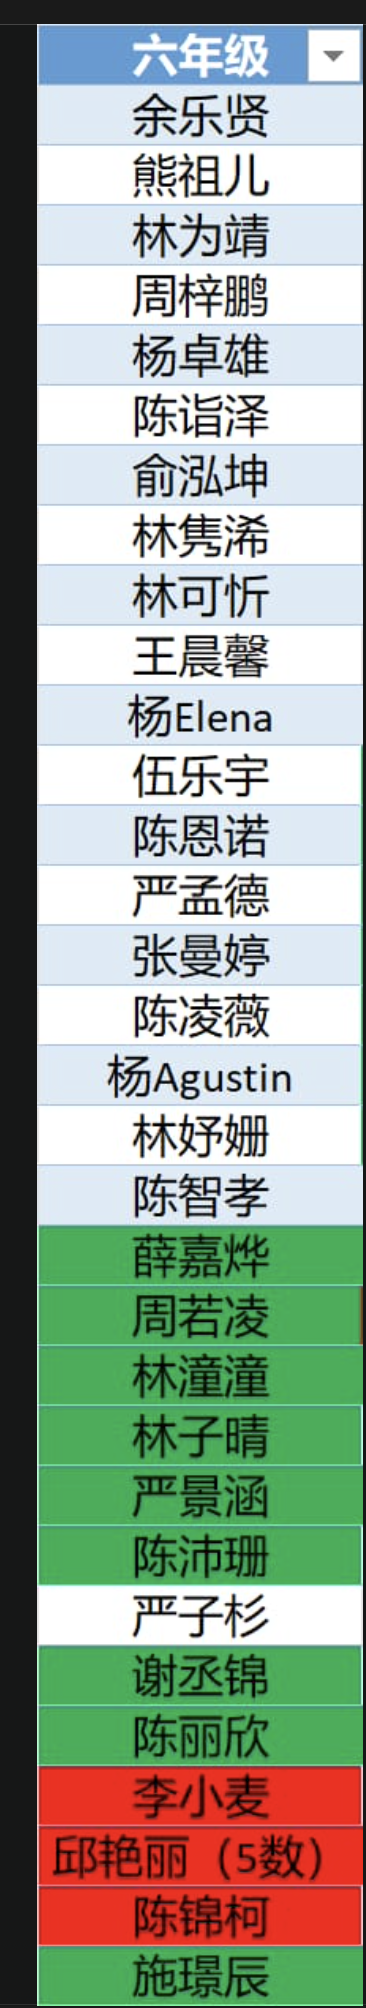 六年级
余乐贤
熊祖儿
林为靖
周梓鹏
杨卓雄
陈诣泽
俞泓坤
林隽浠
林可忻
王晨馨
杨Elena
伍乐宇
陈恩诺
严孟德
张曼婷
陈凌薇
杨Agustin
林妤姗
陈智孝
薛嘉烨
周若凌
林潼潼
林子晴
严景涵
陈沛珊
严子杉
谢丞锦
陈丽欣
李小麦
邱艳丽（5数）
陈锦柯
施璟辰